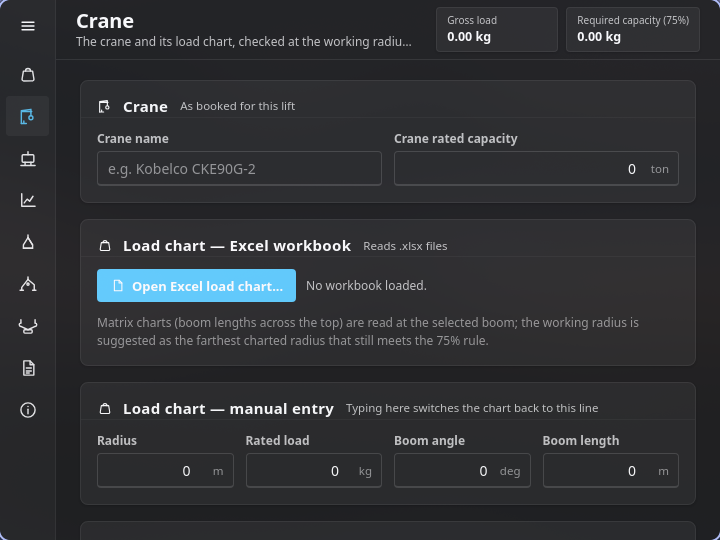 Crane
The crane and its load chart, checked at the working radiu...
Gross load
0.00 kg
Required capacity (75%)
0.00 kg
Crane As booked for this lift
Crane name
Crane rated capacity
e.g. Kobelco CKE90G-2
0 ton
Load chart — Excel workbook Reads .xlsx files
Open Excel load chart... No workbook loaded.
Matrix charts (boom lengths across the top) are read at the selected boom; the working radius is
suggested as the farthest charted radius that still meets the 75% rule.
Load chart — manual entry Typing here switches the chart back to this line
Radius Rated load Boom angle Boom length
0 m 0 kg 0 deg 0 m